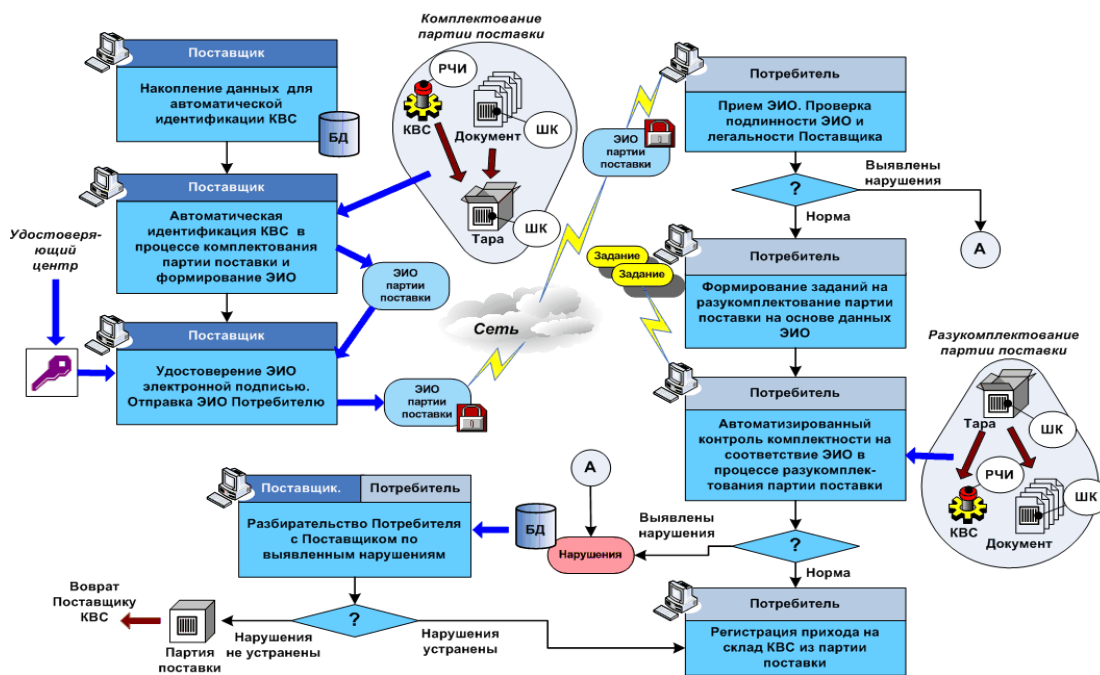 Поставщик
Накопление данных для
автоматической
идентификации КВС
БД
Поставщик
Автоматическая
идентификация КВС в
процессе комплектования
партии поставки и
формирование ЭИО
Удостоверя-
ющий
центр
ЭИО
партии
поставки
Поставщик
Удостоверение ЭИО
электронной подписью.
Отправка ЭИО Потребителю
ЭИО
партии
поставки
Комплектование
партии поставки
РЧИ
КВС
Документ
ШК
Тара
ШК
Сеть
ЭИО
партии
поставки
Потребитель
Прием ЭИО. Проверка
подлинности ЭИО и
легальности Поставщика
?
Выявлены
нарушения
Норма
А
Задание
Задание
Потребитель
Формирование заданий на
разукомплектование партии
поставки на основе данных
ЭИО
Потребитель
Автоматизированный
контроль комплектности на
соответствие ЭИО в
процессе разукомплек-
тования партии поставки
Разукомплектование
партии поставки
Тара
ШК
РЧИ
ШК
КВС
Документ
?
Выявлены
нарушения
Норма
А
Нарушения
БД
Поставщик.
Потребитель
Разбирательство Потребителя
с Поставщиком по
выявленным нарушениям
?
Нарушения
не устранены
Нарушения
устранены
Воврат
Поставщику
КВС
Партия
поставки
Потребитель
Регистрация прихода на
склад КВС из партии
поставки